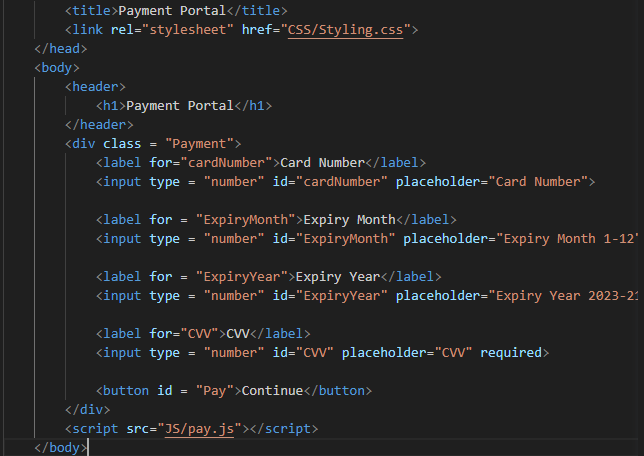 <title>Payment Portal</title>
<link rel="stylesheet" href="CSS/Styling.css">
</head>
<body>
<header>
<h1>Payment Portal</h1>
</header>
<div class = "Payment">
<label for="cardNumber">Card Number</label>
<input type = "number" id="cardNumber" placeholder="Card Number">
<label for = "ExpiryMonth">Expiry Month</label>
<input type = "number" id="ExpiryMonth" placeholder="Expiry Month 1-12"
<label for = "ExpiryYear">Expiry Year</label>
<input type = "number" id="ExpiryYear" placeholder="Expiry Year 2023-21
<label for="CVV">CVV</label>
<input type = "number" id="CVV" placeholder="CVV" required>
<button id = "Pay">Continue</button>
</div>
<script src="JS/pay.js"></script>
</body>